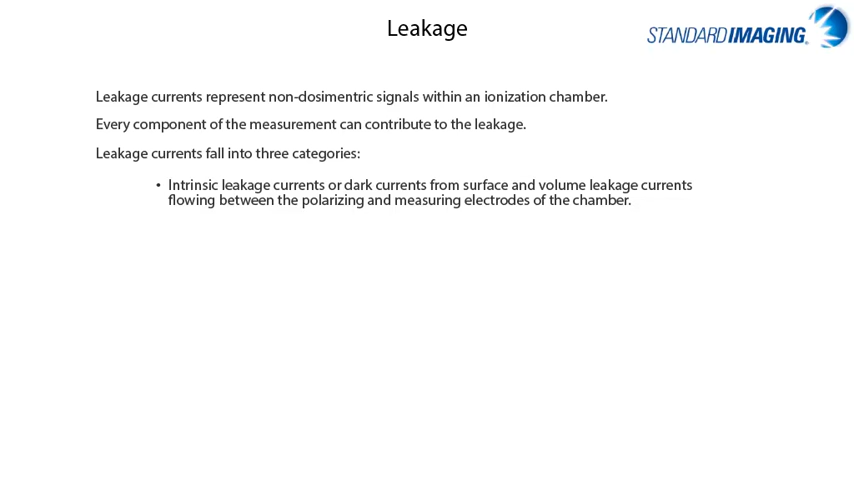 Leakage
STANDARD IMAGING®
Leakage currents represent non-dosimentric signals within an ionization chamber.
Every component of the measurement can contribute to the leakage.
Leakage currents fall into three categories:
• Intrinsic leakage currents or dark currents from surface and volume leakage currents
flowing between the polarizing and measuring electrodes of the chamber.